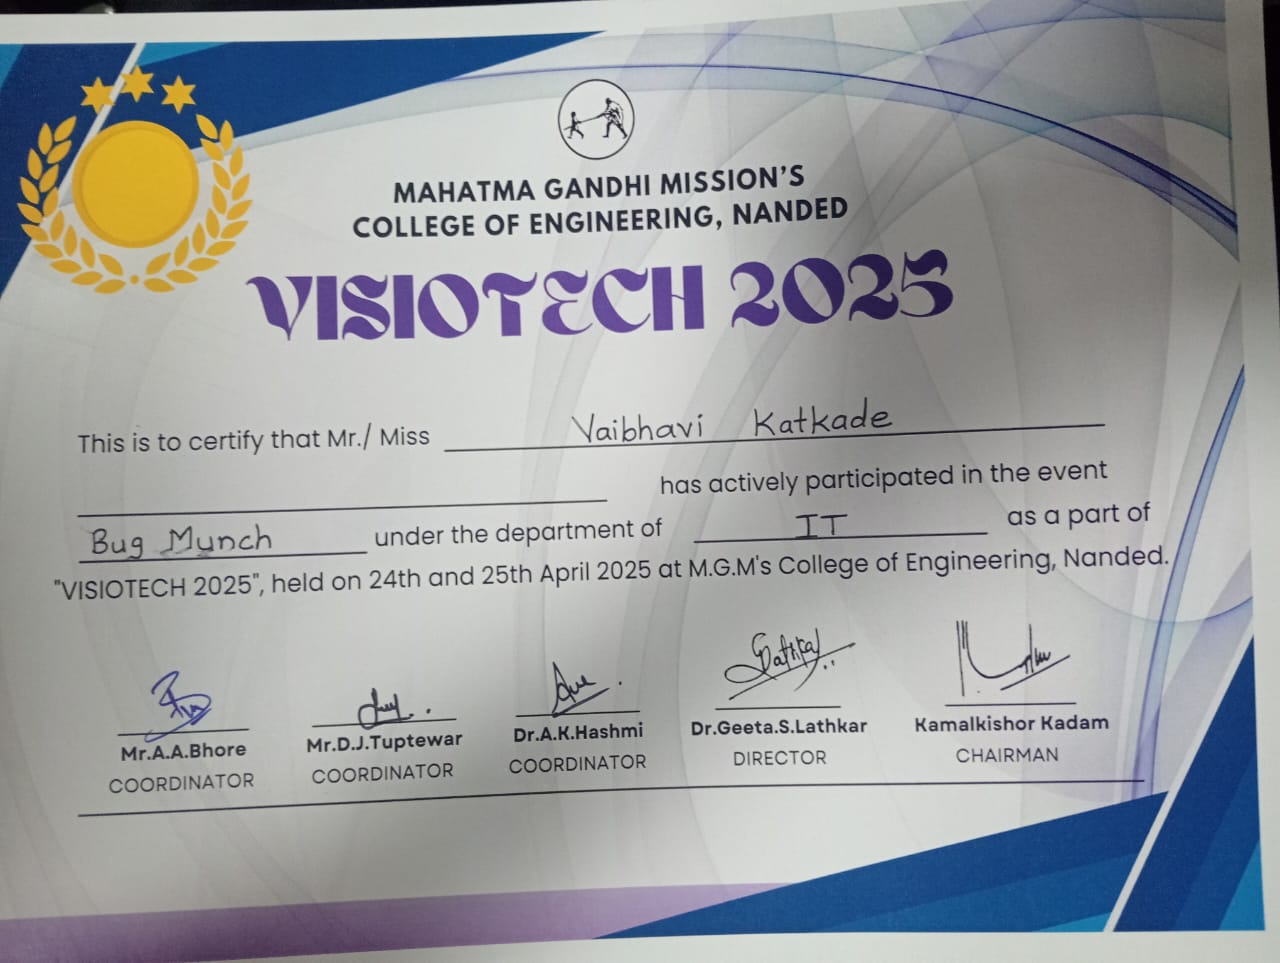 MAHATMA GANDHI MISSION'S
COLLEGE OF ENGINEERING, NANDED
VISIOTECH 2025
This is to certify that Mr./ Miss Vaibhavi Katkade
has actively participated in the event
Bug Munch under the department of IT as a part of
"VISIOTECH 2025", held on 24th and 25th April 2025 at M.G.M's College of Engineering, Nanded.
Mr.A.A.Bhore Mr.D.J.Tuptewar Dr.A.K.Hashmi Dr.Geeta.S.Lathkar Kamalkishor Kadam
COORDINATOR COORDINATOR COORDINATOR DIRECTOR CHAIRMAN